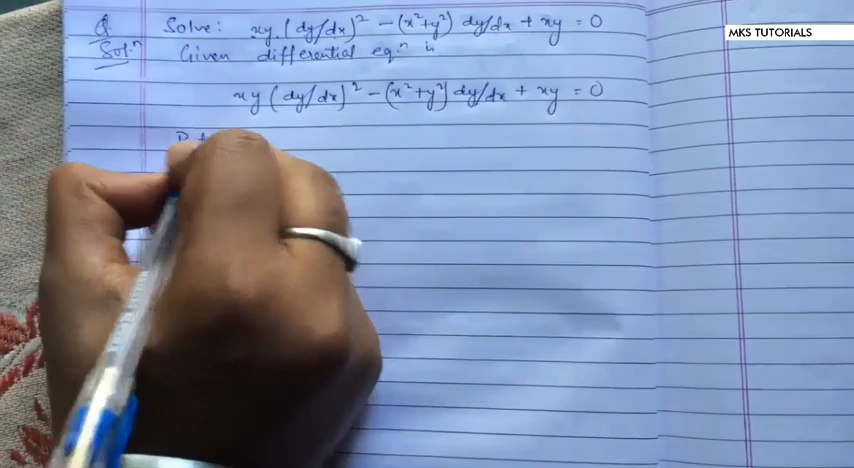 Q. Solve: xy.(dy/dx)² - (x²+y²) dy/dx + xy = 0
MKS TUTORIALS
Sol.ⁿ Given differential eqⁿ is
xy (dy/dx)² - (x²+y²) dy/dx + xy = 0